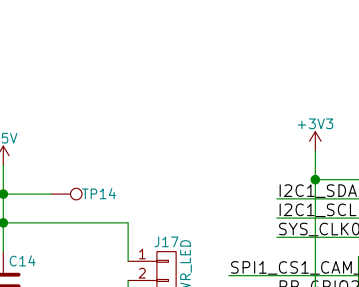 +3V3
5V
I2C1_SDA
TP14
I2C1_SCL
SYS_CLK0
J17
C14
1
SPI1_CS1_CAM
2